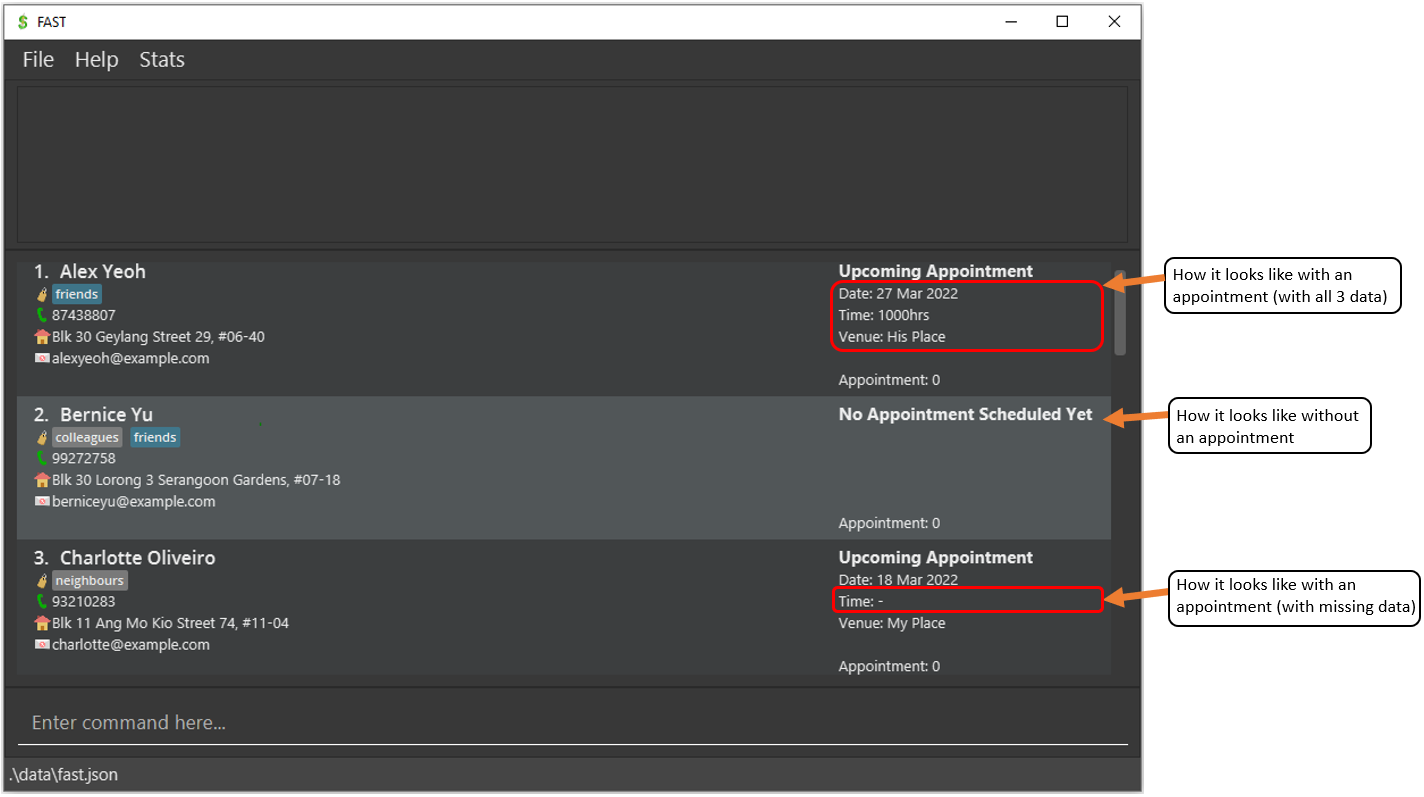 FAST
File Help Stats
1. Alex Yeoh
friends
87438807
Blk 30 Geylang Street 29, #06-40
alexyeoh@example.com
Upcoming Appointment
Date: 27 Mar 2022
Time: 1000hrs
Venue: His Place
Appointment: 0
How it looks like with an
appointment (with all 3 data)
2. Bernice Yu
colleagues friends
99272758
Blk 30 Lorong 3 Serangoon Gardens, #07-18
berniceyu@example.com
No Appointment Scheduled Yet
Appointment: 0
How it looks like without
an appointment
3. Charlotte Oliveiro
neighbours
93210283
Blk 11 Ang Mo Kio Street 74, #11-04
charlotte@example.com
Upcoming Appointment
Date: 18 Mar 2022
Time: -
Venue: My Place
Appointment: 0
How it looks like with an
appointment (with missing data)
Enter command here...
.\data\fast.json